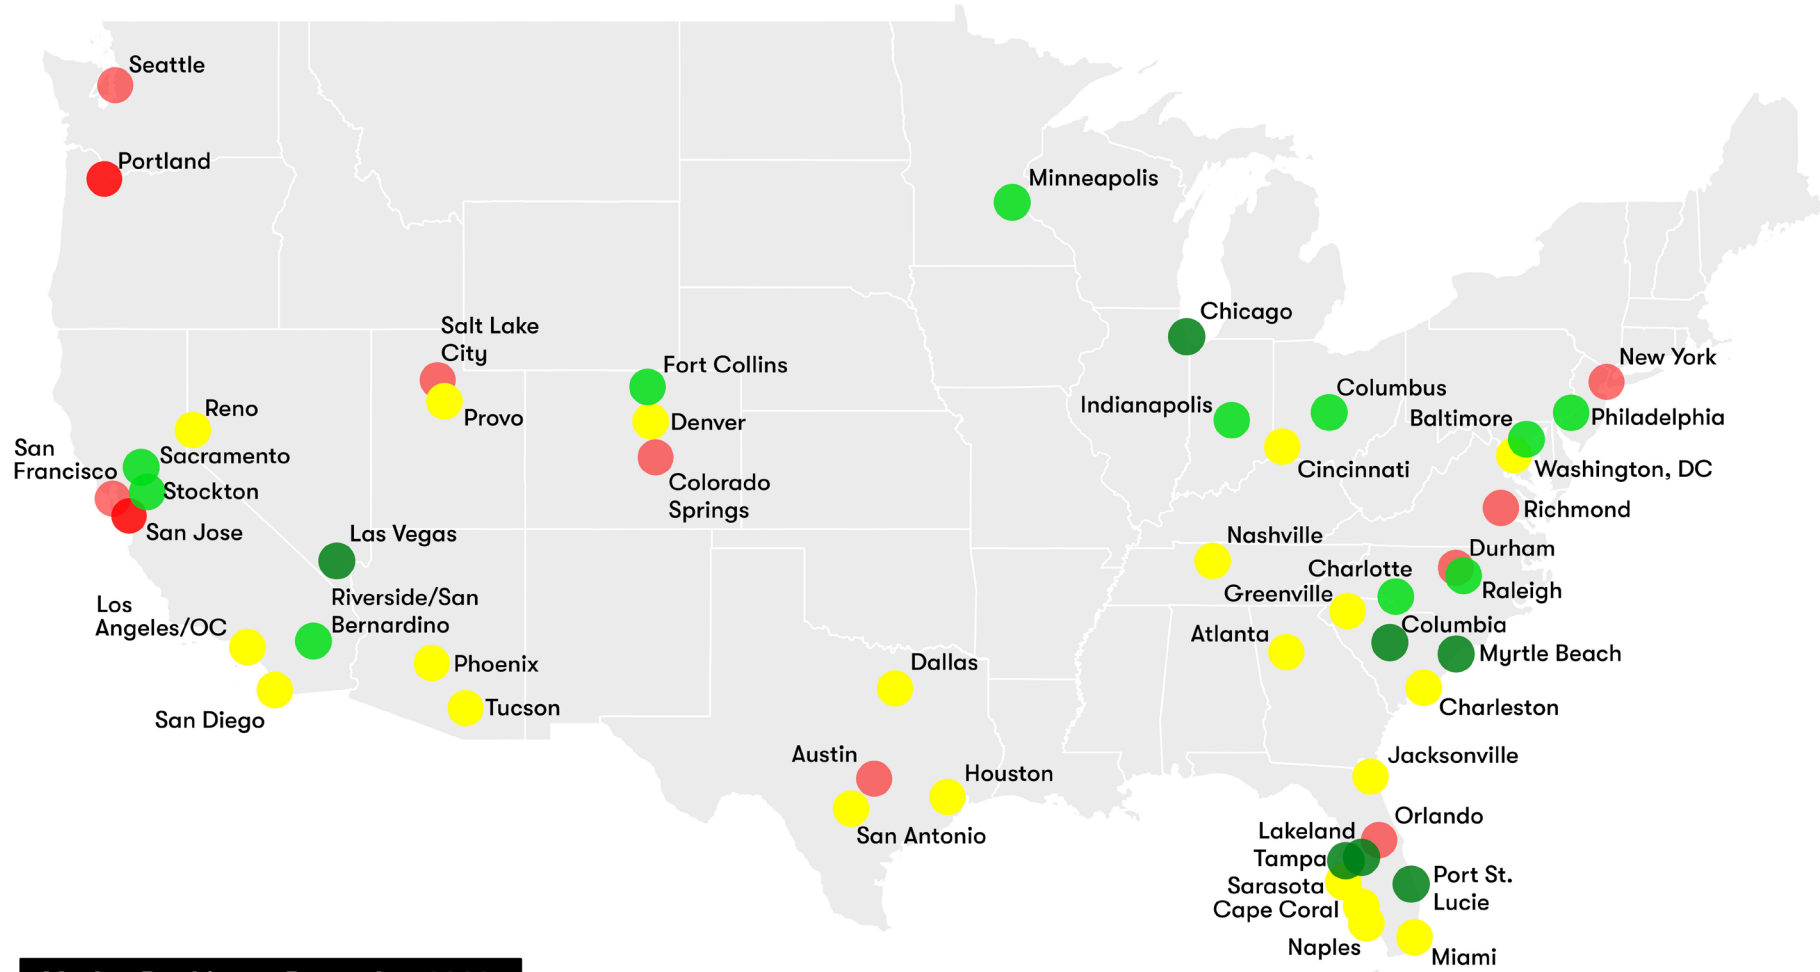 Seattle
Portland
Minneapolis
Chicago
Salt Lake
City
New York
Fort Collins
Columbus
Indianapolis
Reno
Provo
Denver
Baltimore
Philadelphia
San
Francisco
Sacramento
Cincinnati
Washington, DC
Colorado
Springs
Stockton
San Jose
Richmond
Las Vegas
Nashville
Durham
Charlotte
Raleigh
Riverside/San
Bernardino
Greenville
Los
Angeles/OC
Columbia
Atlanta
Myrtle Beach
Phoenix
Dallas
Tucson
San Diego
Charleston
Austin
Houston
Jacksonville
San Antonio
Orlando
Lakeland
Tampa
Port St.
Lucie
Sarasota
Cape Coral
Naples
Miami